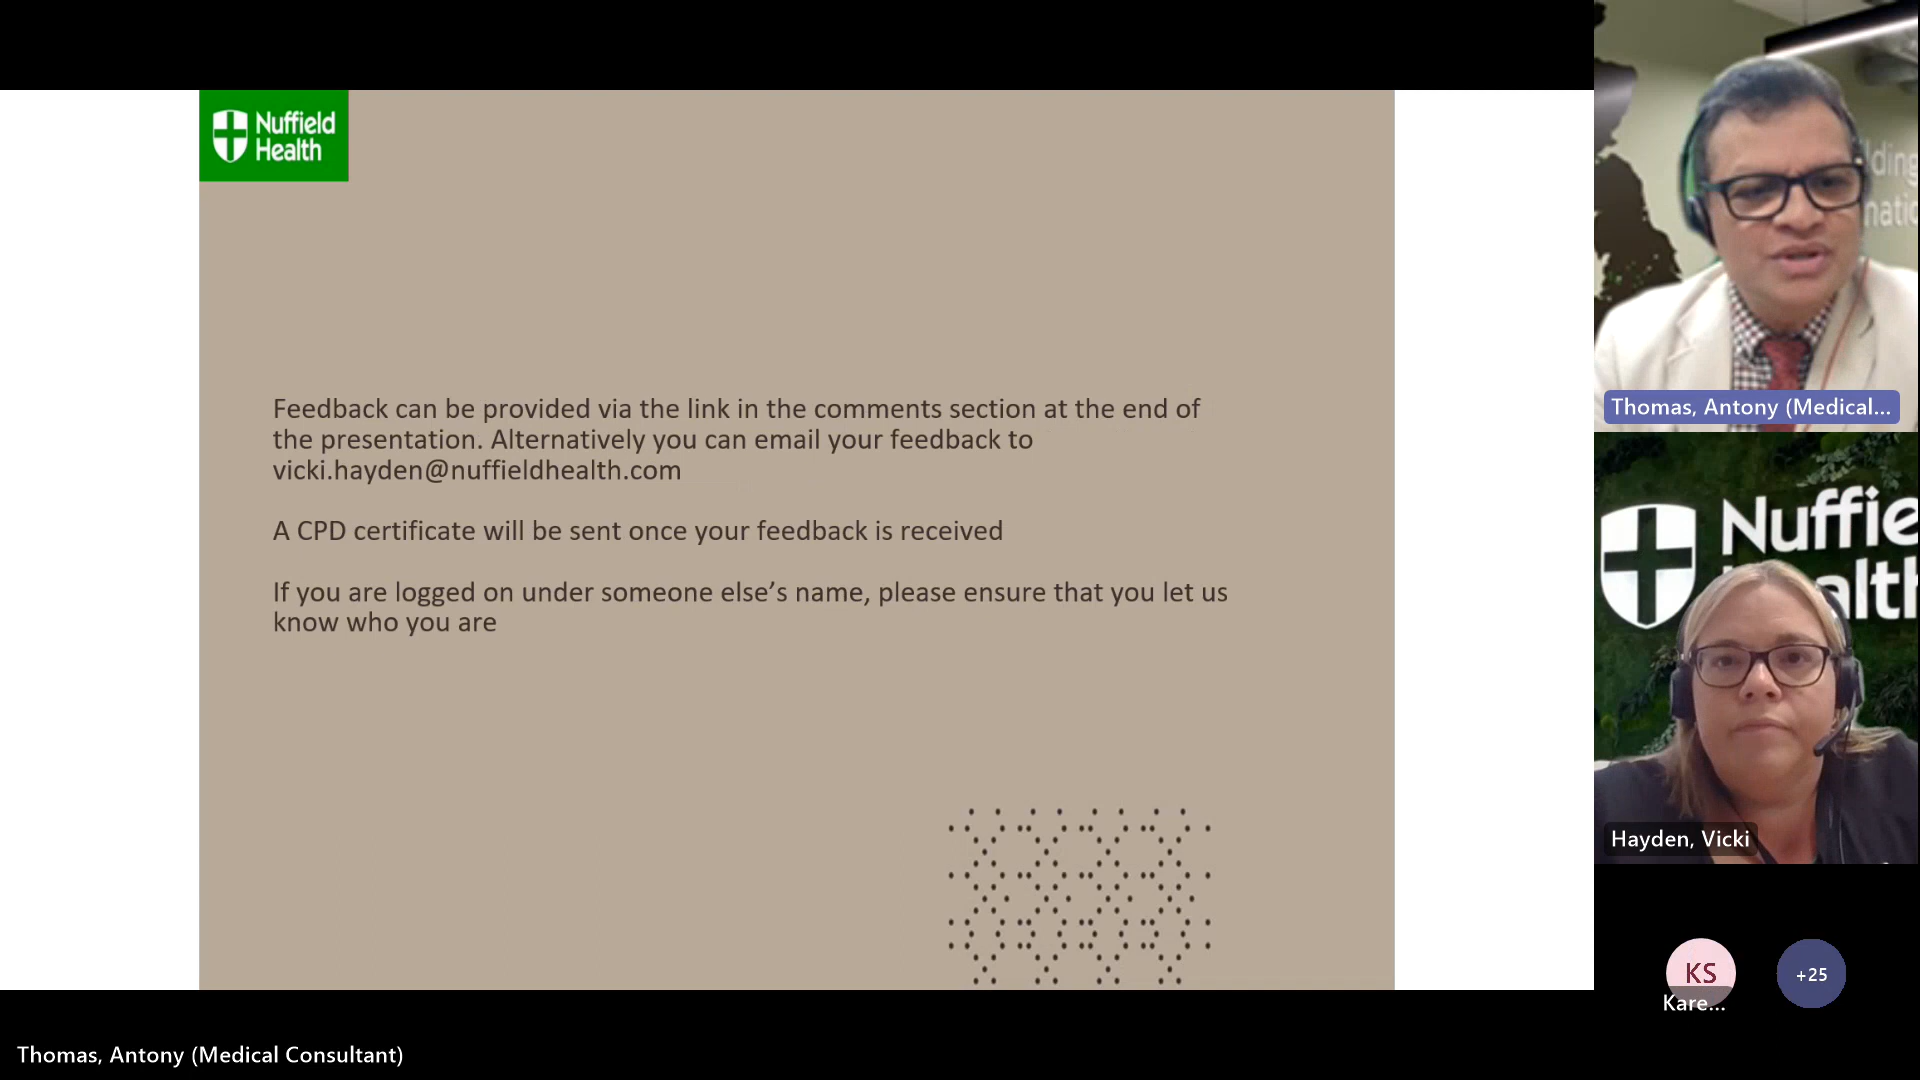 Nuffield
Health
Feedback can be provided via the link in the comments section at the end of
the presentation. Alternatively you can email your feedback to
vicki.hayden@nuffieldhealth.com
A CPD certificate will be sent once your feedback is received
If you are logged on under someone else’s name, please ensure that you let us
know who you are
lding
natio
Thomas, Antony (Medical...
Nuffie
Hayden, Vicki
KS
Kare...
+25
Thomas, Antony (Medical Consultant)